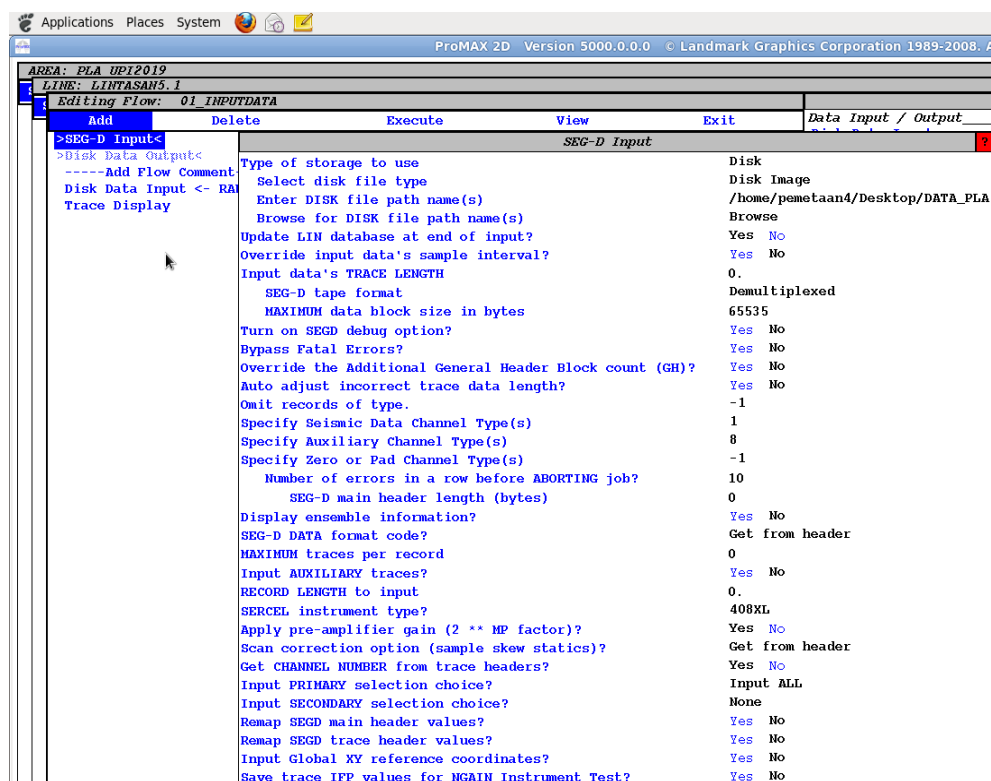 Applications Places System
ProMAX 2D Version 5000.0.0.0 © Landmark Graphics Corporation 1989-2008.
AREA: PLA UPI2019
LINE: LINTASAN5.1
Editing Flow: 01_INPUTDATA
Add Delete Execute View Exit Data Input / Output
>SEG-D Input< SEG-D Input ?
>Disk Data Output<
-----Add Flow Comment
Disk Data Input <- RA
Trace Display
Type of storage to use Disk
Select disk file type Disk Image
Enter DISK file path name(s) /home/pemetaan4/Desktop/DATA_PLA
Browse for DISK file path name(s) Browse
Update LIN database at end of input? Yes No
Override input data's sample interval? Yes No
Input data's TRACE LENGTH 0.
SEG-D tape format Demultiplexed
MAXIMUM data block size in bytes 65535
Turn on SEGD debug option? Yes No
Bypass Fatal Errors? Yes No
Override the Additional General Header Block count (GH)? Yes No
Auto adjust incorrect trace data length? Yes No
Omit records of type. -1
Specify Seismic Data Channel Type(s) 1
Specify Auxiliary Channel Type(s) 8
Specify Zero or Pad Channel Type(s) -1
Number of errors in a row before ABORTING job? 10
SEG-D main header length (bytes) 0
Display ensemble information? Yes No
SEG-D DATA format code? Get from header
MAXIMUM traces per record 0
Input AUXILIARY traces? Yes No
RECORD LENGTH to input 0.
SERCEL instrument type? 408XL
Apply pre-amplifier gain (2 ** MP factor)? Yes No
Scan correction option (sample skew statics)? Get from header
Get CHANNEL NUMBER from trace headers? Yes No
Input PRIMARY selection choice? Input ALL
Input SECONDARY selection choice? None
Remap SEGD main header values? Yes No
Remap SEGD trace header values? Yes No
Input Global XY reference coordinates? Yes No
Save trace IFP values for NGAIN Instrument Test? Yes No